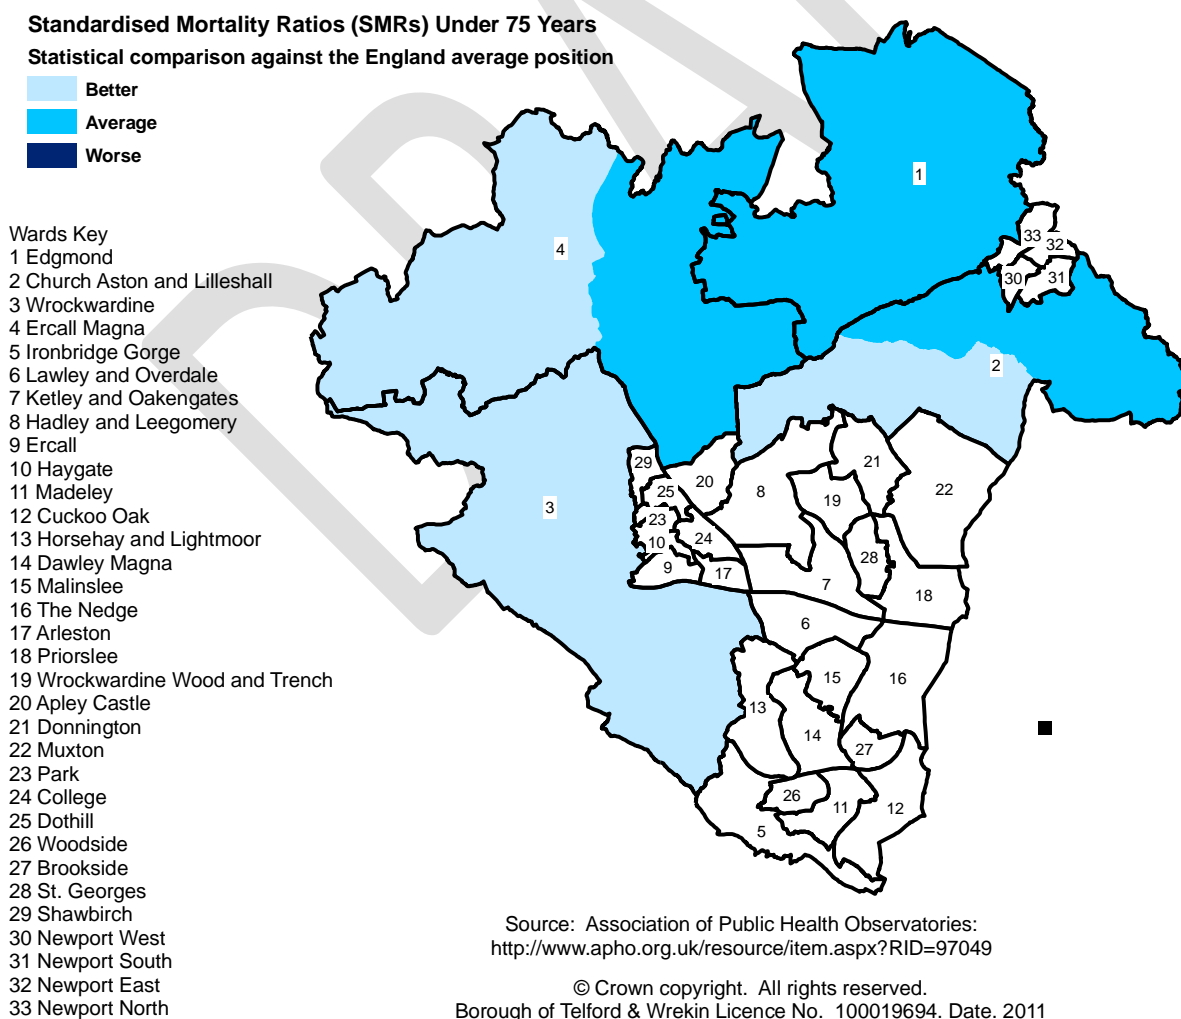 Standardised Mortality Ratios (SMRs) Under 75 Years
Statistical comparison against the England average position
Better
Average
Worse
Wards Key
1 Edgmond
2 Church Aston and Lilleshall
3 Wrockwardine
4 Ercall Magna
5 Ironbridge Gorge
6 Lawley and Overdale
7 Ketley and Oakengates
8 Hadley and Leegomery
9 Ercall
10 Haygate
11 Madeley
12 Cuckoo Oak
13 Horsehay and Lightmoor
14 Dawley Magna
15 Malinslee
16 The Nedge
17 Arleston
18 Priorslee
19 Wrockwardine Wood and Trench
20 Apley Castle
21 Donnington
22 Muxton
23 Park
24 College
25 Dothill
26 Woodside
27 Brookside
28 St. Georges
29 Shawbirch
30 Newport West
31 Newport South
32 Newport East
33 Newport North
1
33
32
4
30
31
2
29
21
20
25
8
22
19
3
23
24
10
28
9
17
7
18
6
15
16
13
14
27
26
11
12
5
Source: Association of Public Health Observatories:
http://www.apho.org.uk/resource/item.aspx?RID=97049
© Crown copyright. All rights reserved.
Borough of Telford & Wrekin Licence No. 100019694. Date. 2011